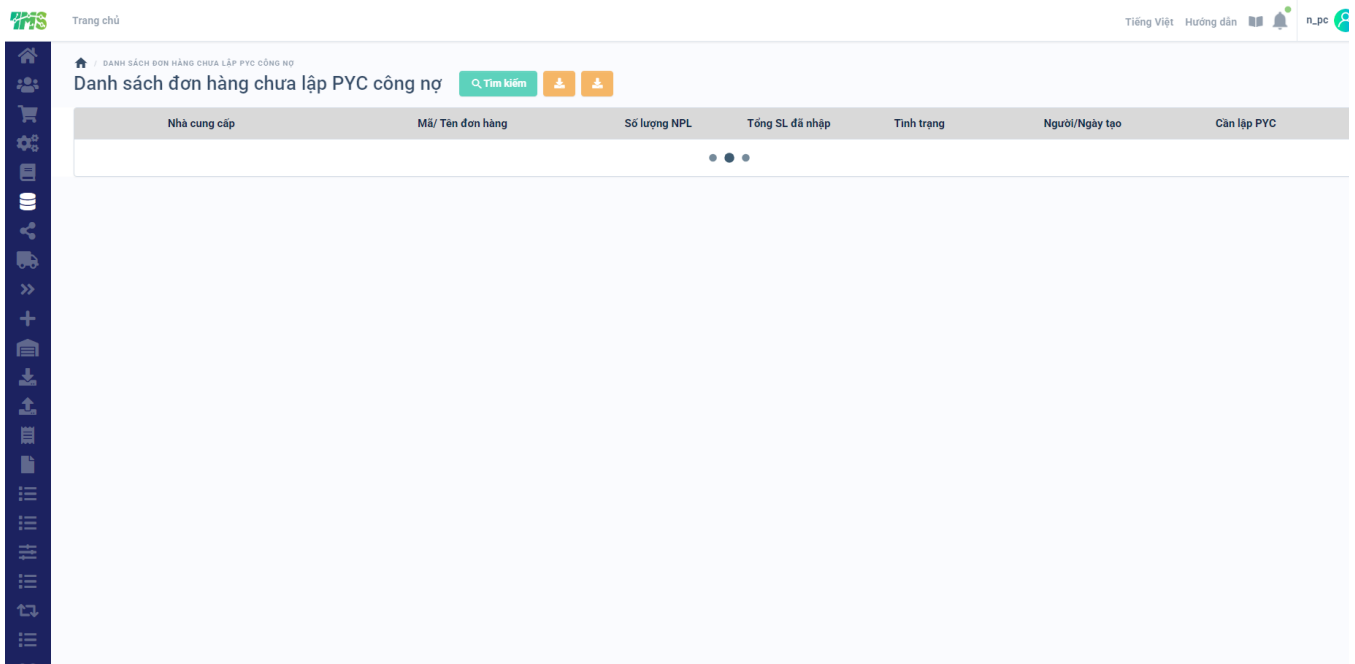 TMS
Trang chủ
Tiếng Việt Hướng dẫn
n_pc
/ DANH SÁCH ĐƠN HÀNG CHƯA LẬP PYC CÔNG NỢ
Danh sách đơn hàng chưa lập PYC công nợ
Tìm kiếm
Nhà cung cấp Mã/ Tên đơn hàng Số lượng NPL Tổng SL đã nhập Tình trạng Người/Ngày tạo Cần lập PYC